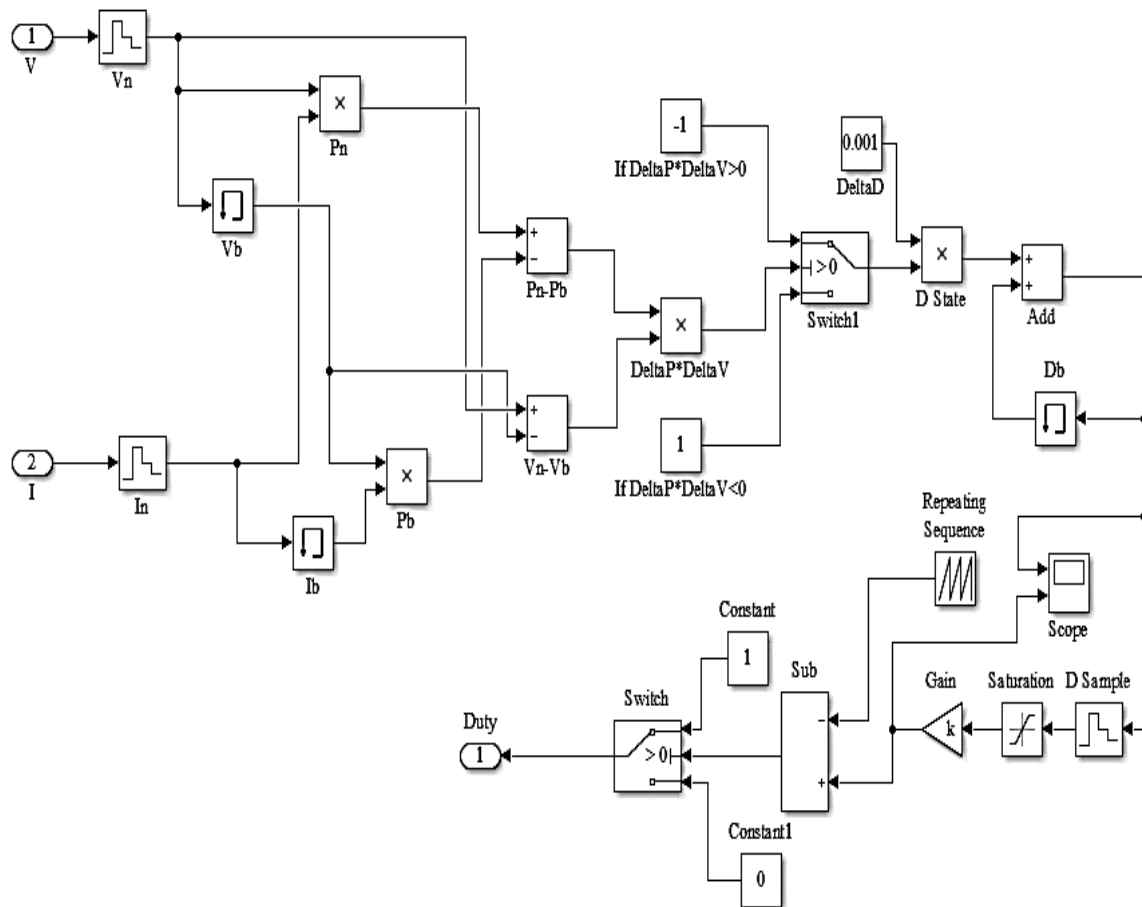 1
V
Vn
×
Pn
Vb
2
I
In
Ib
×
Pb
+
−
Pn-Pb
+
−
Vn-Vb
×
DeltaP*DeltaV
-1
If DeltaP*DeltaV>0
1
If DeltaP*DeltaV<0
>0
Switch1
0.001
DeltaD
×
D State
+
+
Add
Db
Repeating
Sequence
Scope
D Sample
Saturation
Gain
k
Sub
−
+
Constant
1
Constant1
0
Switch
>0
Duty
1